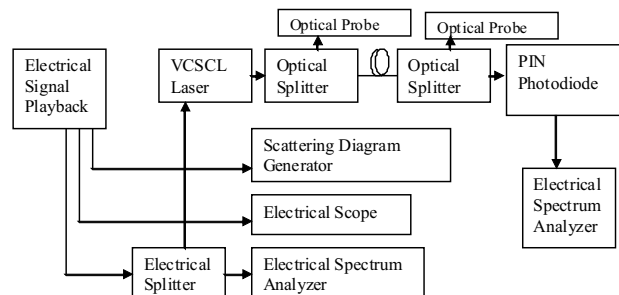 Optical Probe
Optical Probe
Electrical
Signal
Playback
VCSCL
Laser
Optical
Splitter
Optical
Splitter
PIN
Photodiode
Scattering Diagram
Generator
Electrical Scope
Electrical
Spectrum
Analyzer
Electrical
Splitter
Electrical Spectrum
Analyzer